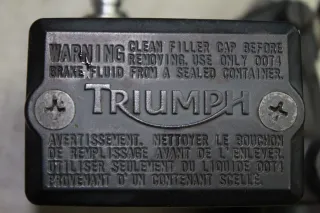 WARNING CLEAN FILLER CAP BEFORE
REMOVING. USE ONLY DOT4
BRAKE FLUID FROM A SEALED CONTAINER.
TRIUMPH
AVERTISSEMENT. NETTOYER LE BOUCHON
DE REMPLISSAGE AVANT DE L'ENLEVER.
UTILISER SEULEMENT DU LIQUIDE DOT4
PROVENANT D'UN CONTENANT SCELLE.